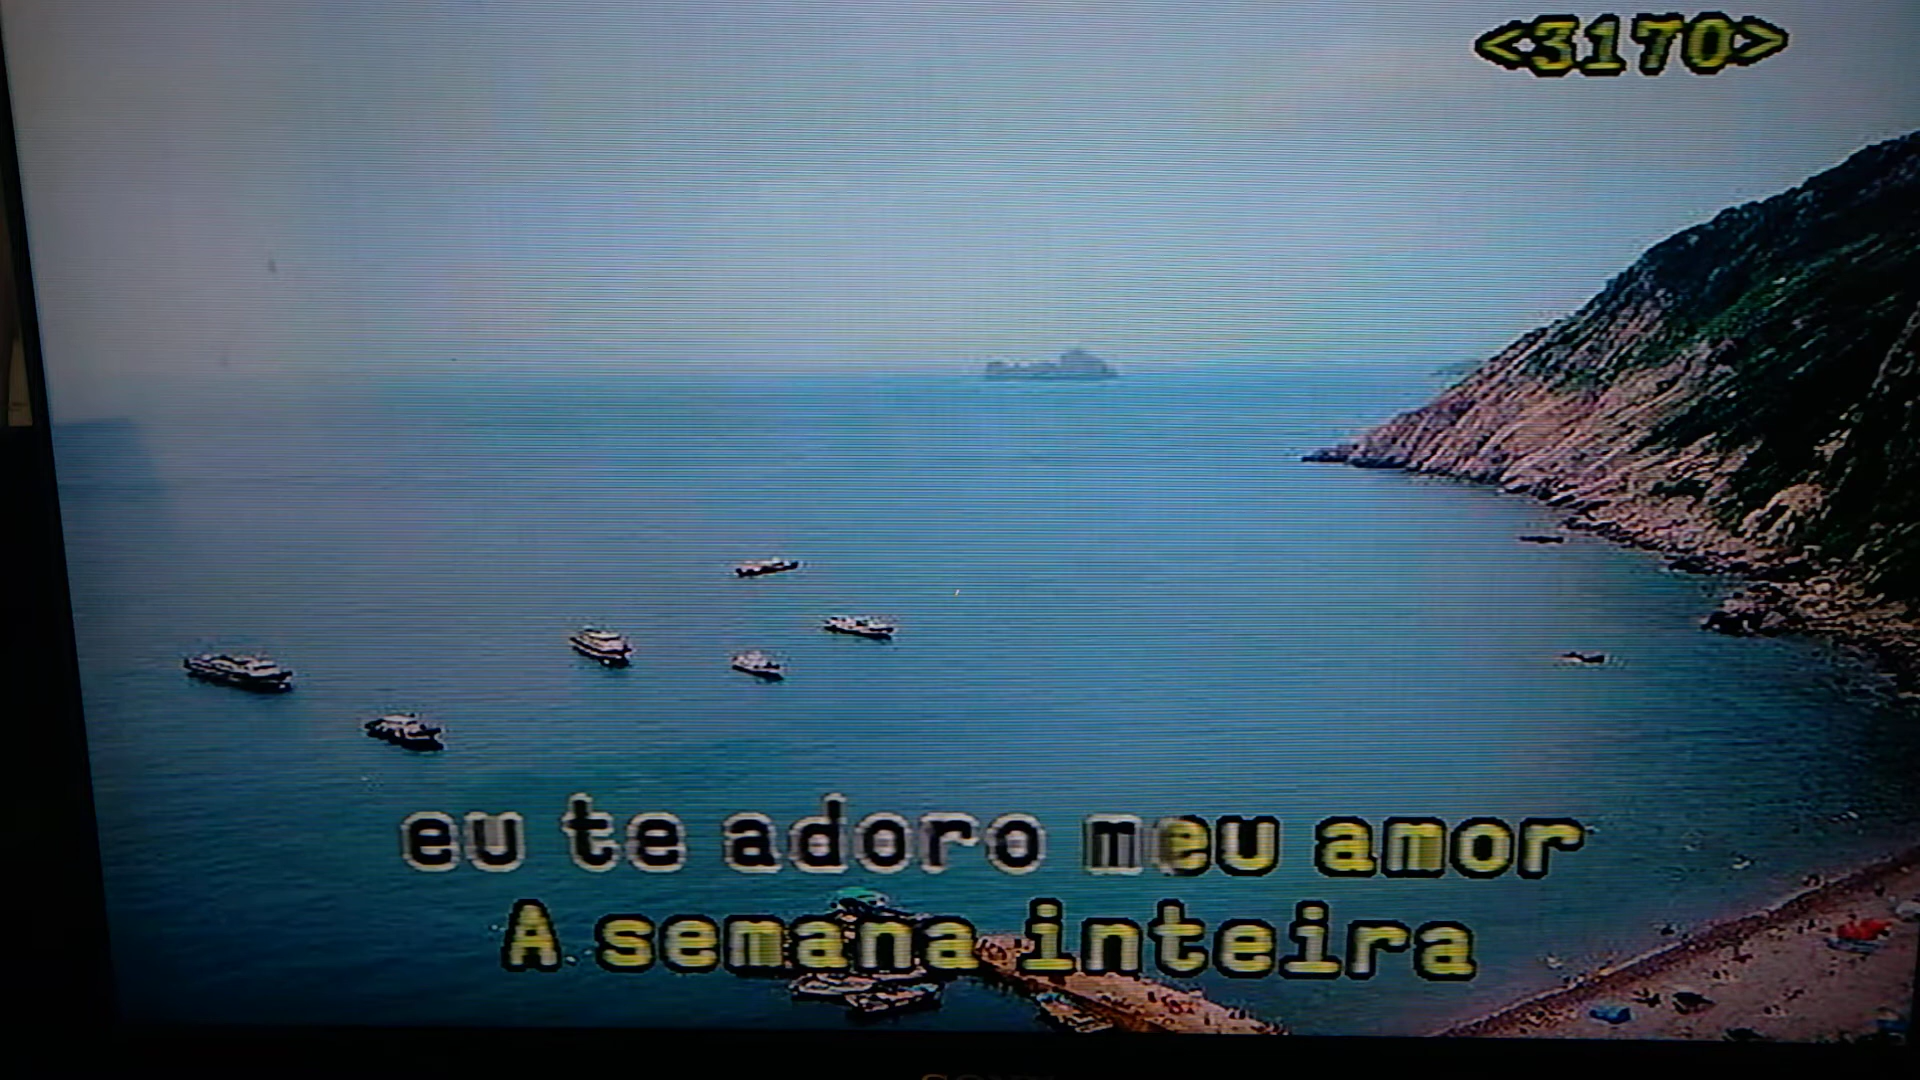 <3170>
eu te adoro meu amor
A semana inteira